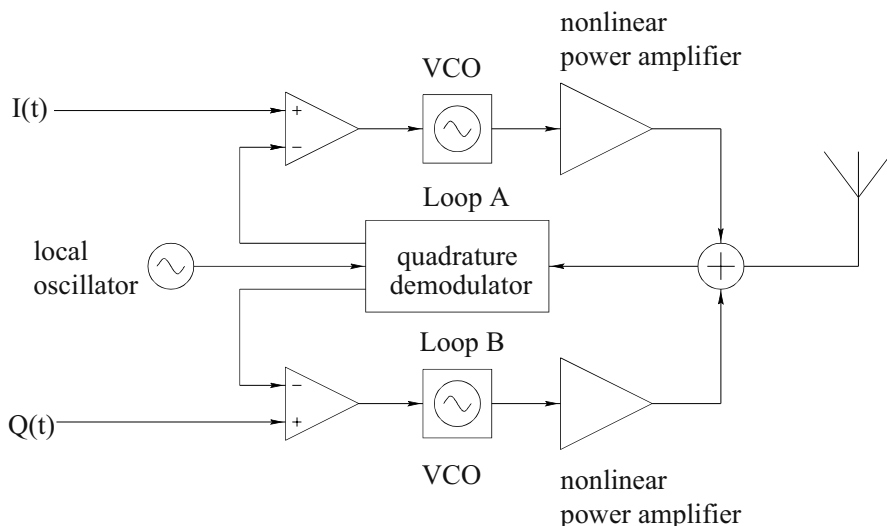 nonlinear
power amplifier
VCO
I(t)
+
−
Loop A
local
oscillator
quadrature
demodulator
Loop B
−
+
Q(t)
VCO
nonlinear
power amplifier